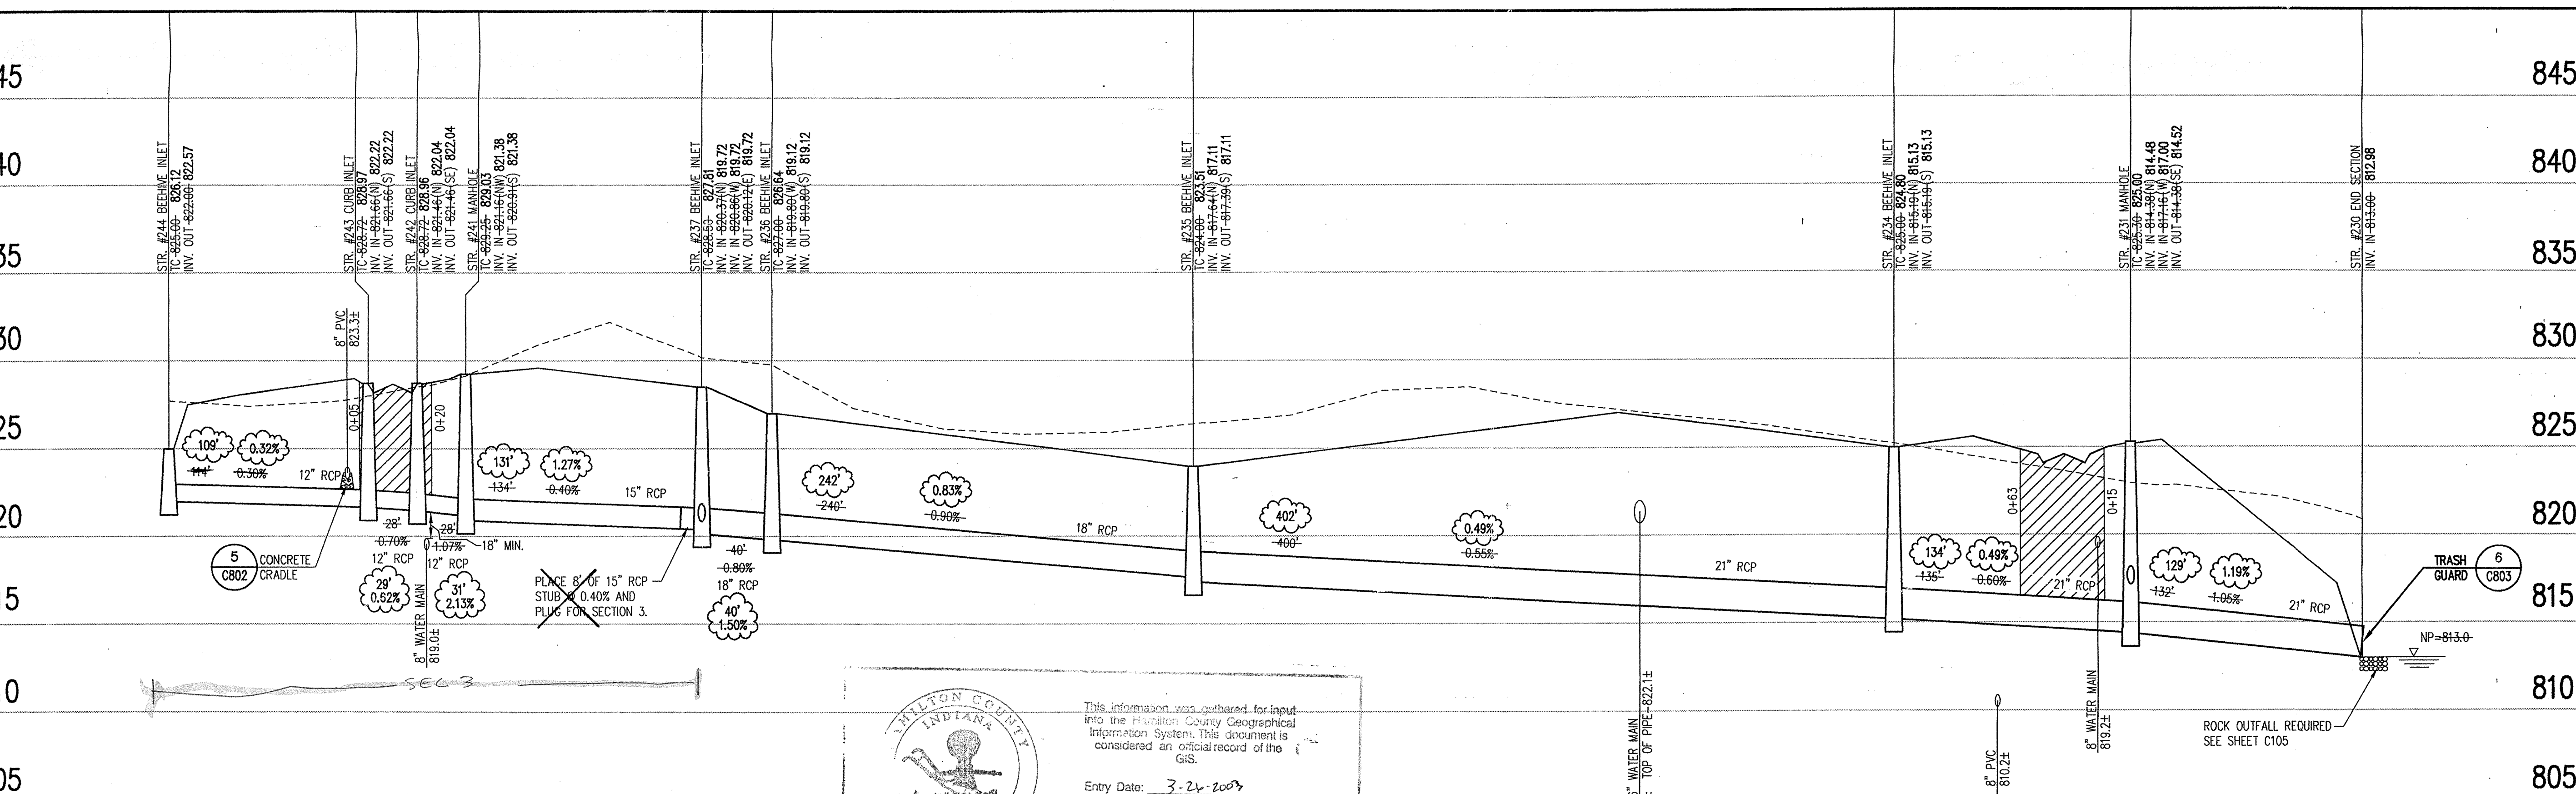 45
845
40
840
35
835
30
830
25
825
20
820
15
815
10
810
05
805
STR. #244 BEEHIVE INLET
TC 825.00 826.12
INV. OUT 822.00 822.57
STR. #243 CURB INLET
TC 828.72 828.97
INV. IN 821.66(N) 822.22
INV. OUT 821.66(S) 822.22
STR. #242 CURB INLET
TC 828.72 828.96
INV. IN 821.46(N) 822.04
INV. OUT 821.46(SE) 822.04
STR. #241 MANHOLE
TC 829.25 829.03
INV. IN 821.16(NW) 821.38
INV. OUT 820.91(S) 821.38
STR. #237 BEEHIVE INLET
TC 828.50 827.81
INV. IN 820.37(N) 819.72
INV. IN 820.86(W) 819.72
INV. OUT 820.12(E) 819.72
STR. #236 BEEHIVE INLET
TC 827.00 826.64
INV. IN 819.80(W) 819.12
INV. OUT 819.80(S) 819.12
STR. #235 BEEHIVE INLET
TC 824.00 823.51
INV. IN 817.64(N) 817.11
INV. OUT 817.39(S) 817.11
STR. #234 BEEHIVE INLET
TC 825.00 824.80
INV. IN 815.19(N) 815.13
INV. OUT 815.19(S) 815.13
STR. #231 MANHOLE
TC 825.30 825.00
INV. IN 814.38(N) 814.48
INV. IN 817.16(W) 817.00
INV. OUT 814.38(SE) 814.52
STR. #230 END SECTION
INV. IN 813.00 812.98
8" PVC
823.3±
0+05
0+20
109'
0.32%
114'
0.30%
12" RCP
131'
1.27%
134'
0.40%
15" RCP
242'
0.83%
240'
0.90%
18" RCP
402'
0.49%
400'
0.55%
21" RCP
134'
0.49%
135'
0.60%
0+63
21" RCP
0+15
129'
1.19%
132'
1.05%
21" RCP
5
C802
CONCRETE
CRADLE
28'
0.70%
12" RCP
29'
0.62%
28'
1.07%
12" RCP
31'
2.13%
18" MIN.
8" WATER MAIN
819.0±
PLACE 8' OF 15" RCP
STUB @ 0.40% AND
PLUG FOR SECTION 3.
40'
0.80%
18" RCP
40'
1.50%
SEC 3
WATER MAIN
TOP OF PIPE=822.1±
8" PVC
810.2±
8" WATER MAIN
819.2±
TRASH
GUARD
6
C803
NP=813.0
ROCK OUTFALL REQUIRED
SEE SHEET C105
MILTON COUNTY
INDIANA
This information was gathered for input
into the Hamilton County Geographical
Information System. This document is
considered an official record of the
GIS.
Entry Date: 3-26-2003